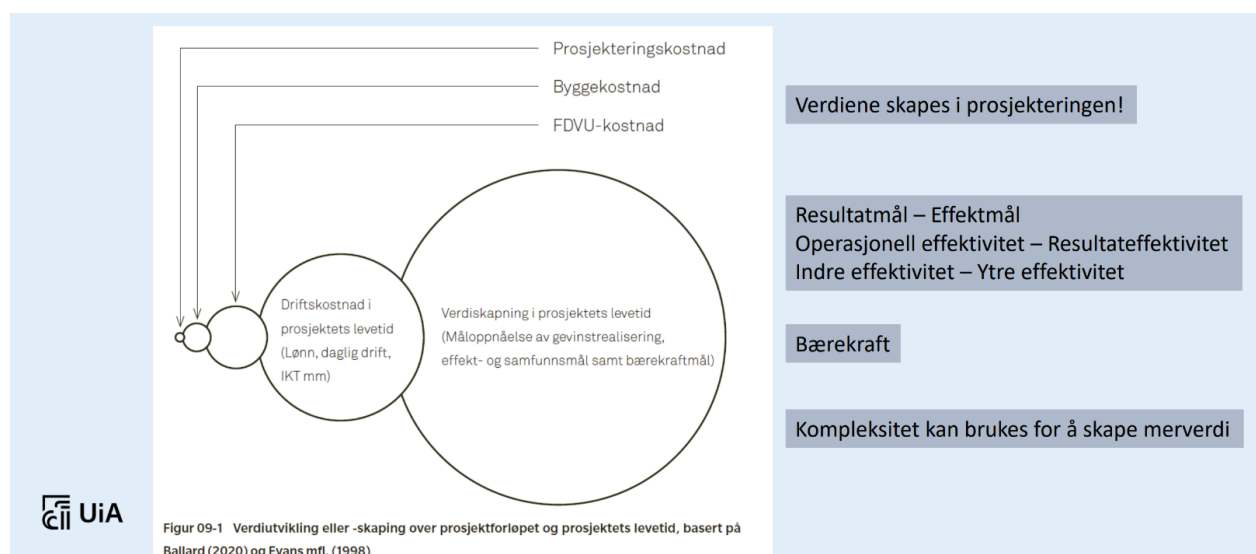 Prosjekteringskostnad
Byggekostnad
FDVU-kostnad
Driftskostnad i
prosjektets levetid
(Lønn, daglig drift,
IKT mm)
Verdiskapning i prosjektets levetid
(Måloppnåelse av gevinstrealisering,
effekt- og samfunnsmål samt bærekraftmål)
Figur 09-1 Verdiutvikling eller -skaping over prosjektforløpet og prosjektets levetid, basert på
Ballard (2020) og Evans mfl. (1998)
Verdiene skapes i prosjekteringen!
Resultatmål – Effektmål
Operasjonell effektivitet – Resultateffektivitet
Indre effektivitet – Ytre effektivitet
Bærekraft
Kompleksitet kan brukes for å skape merverdi
UiA